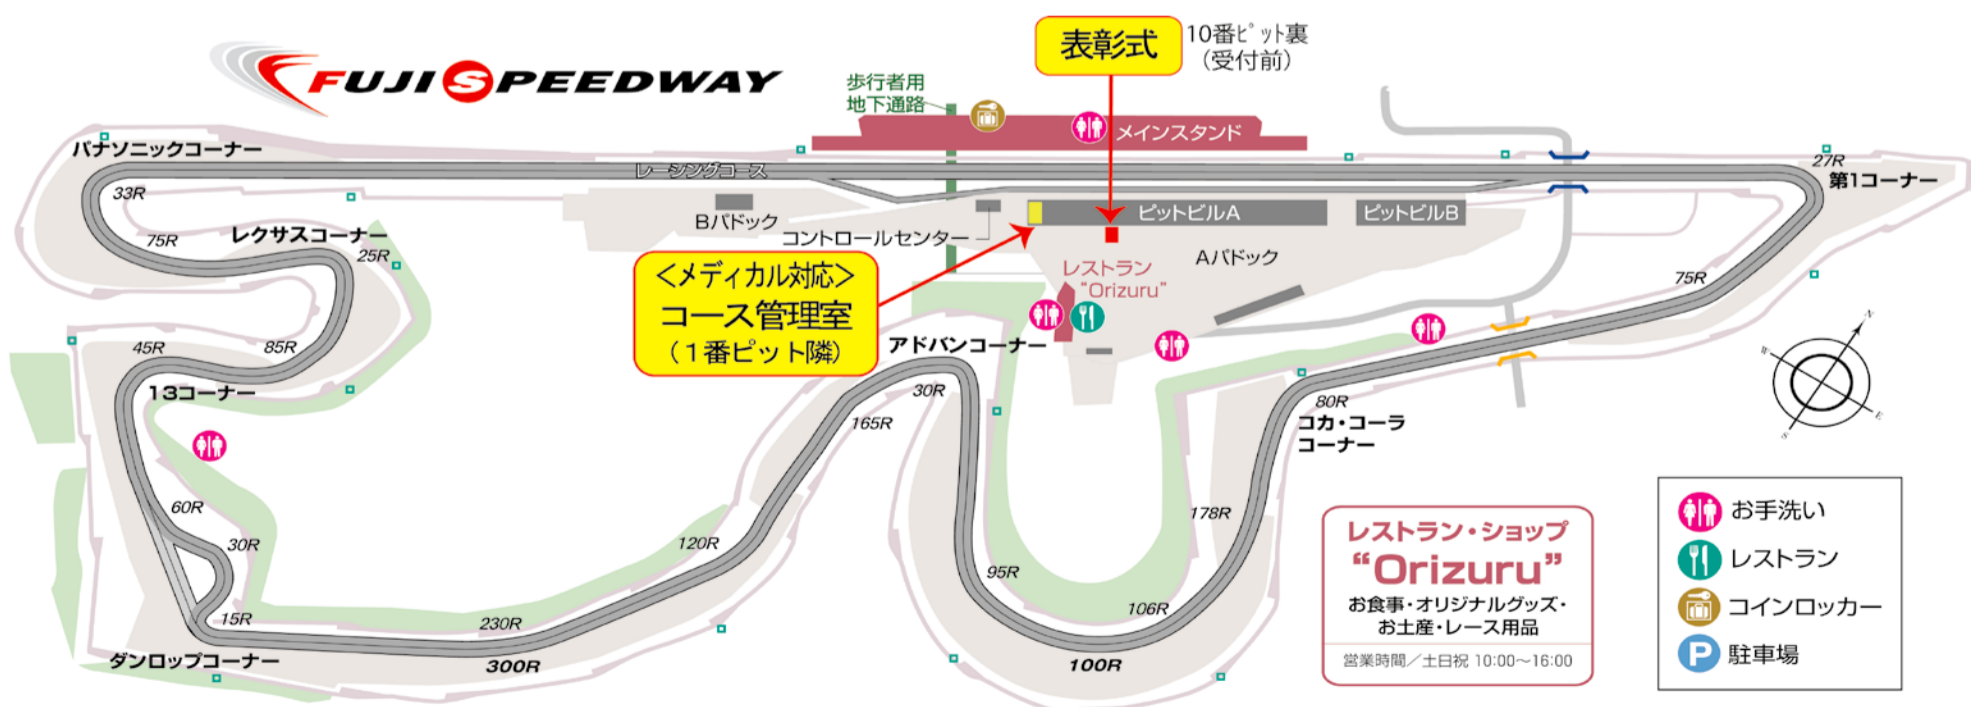 FUJI SPEEDWAY
表彰式
10番ピット裏
（受付前）
歩行者用
地下通路
メインスタンド
パナソニックコーナー
レーシングコース
27R
第1コーナー
33R
Bパドック
ピットビルA
ピットビルB
75R
レクサスコーナー
25R
コントロールセンター
Aパドック
＜メディカル対応＞
コース管理室
（１番ピット隣）
レストラン
"Orizuru"
75R
45R
85R
アドバンコーナー
13コーナー
30R
165R
80R
コカ・コーラ
コーナー
N
W
E
S
60R
30R
120R
178R
95R
106R
15R
230R
ダンロップコーナー
300R
100R
レストラン・ショップ
“Orizuru”
お食事・オリジナルグッズ・
お土産・レース用品
営業時間／土日祝 10:00〜16:00
お手洗い
レストラン
コインロッカー
P 駐車場